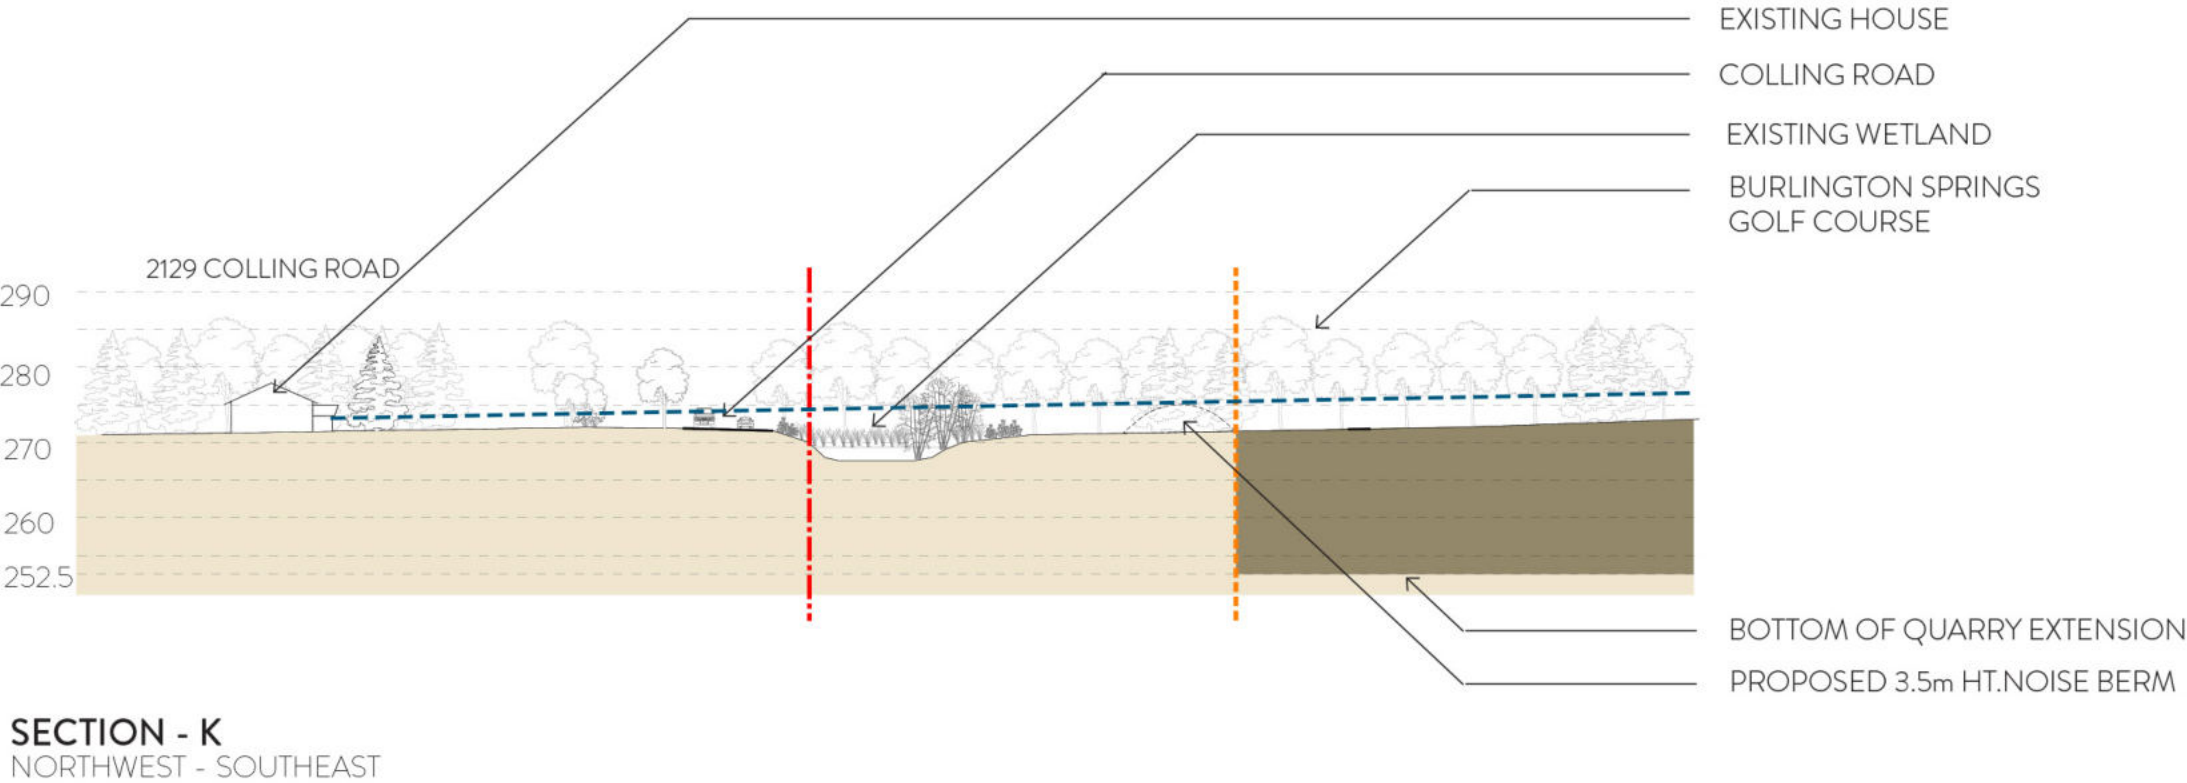 EXISTING HOUSE
COLLING ROAD
EXISTING WETLAND
BURLINGTON SPRINGS
GOLF COURSE
2129 COLLING ROAD
290
280
270
260
252.5
BOTTOM OF QUARRY EXTENSION
PROPOSED 3.5m HT.NOISE BERM
SECTION - K
NORTHWEST - SOUTHEAST